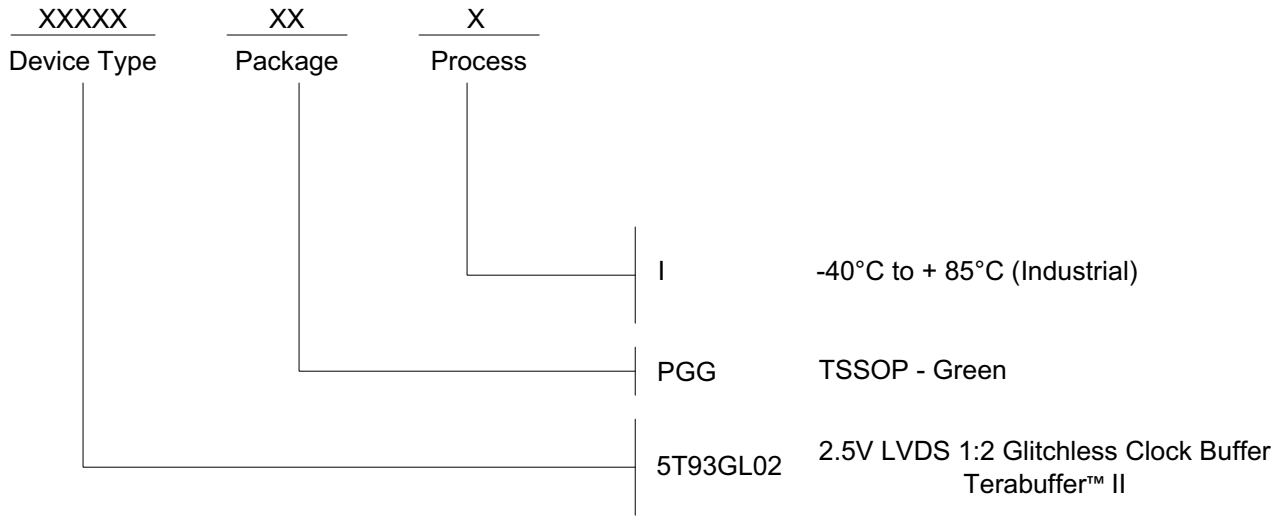 XXXXX XX X
Device Type Package Process
I -40°C to + 85°C (Industrial)
PGG TSSOP - Green
5T93GL02 2.5V LVDS 1:2 Glitchless Clock Buffer
Terabuffer™ II